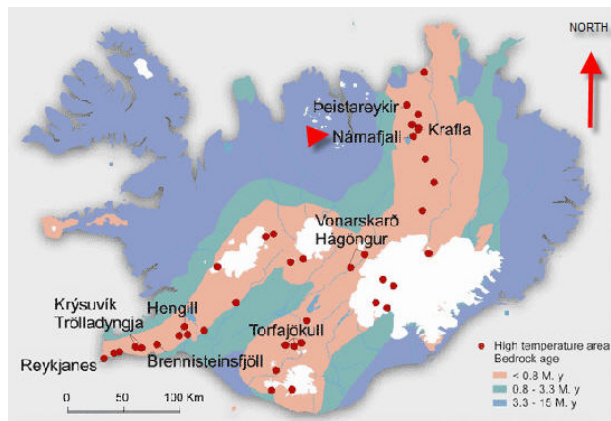 NORTH
Þeistareykir
Krafla
Námafjall
Vonarskarð
Hágöngur
Krýsuvík
Trölladyngja
Hengill
Torfajökull
Reykjanes
Brennisteinsfjöll
High temperature area
Bedrock age
< 0.8 M. y
0.8 - 3.3 M. y
3.3 - 15 M. y
0 50 100 Km